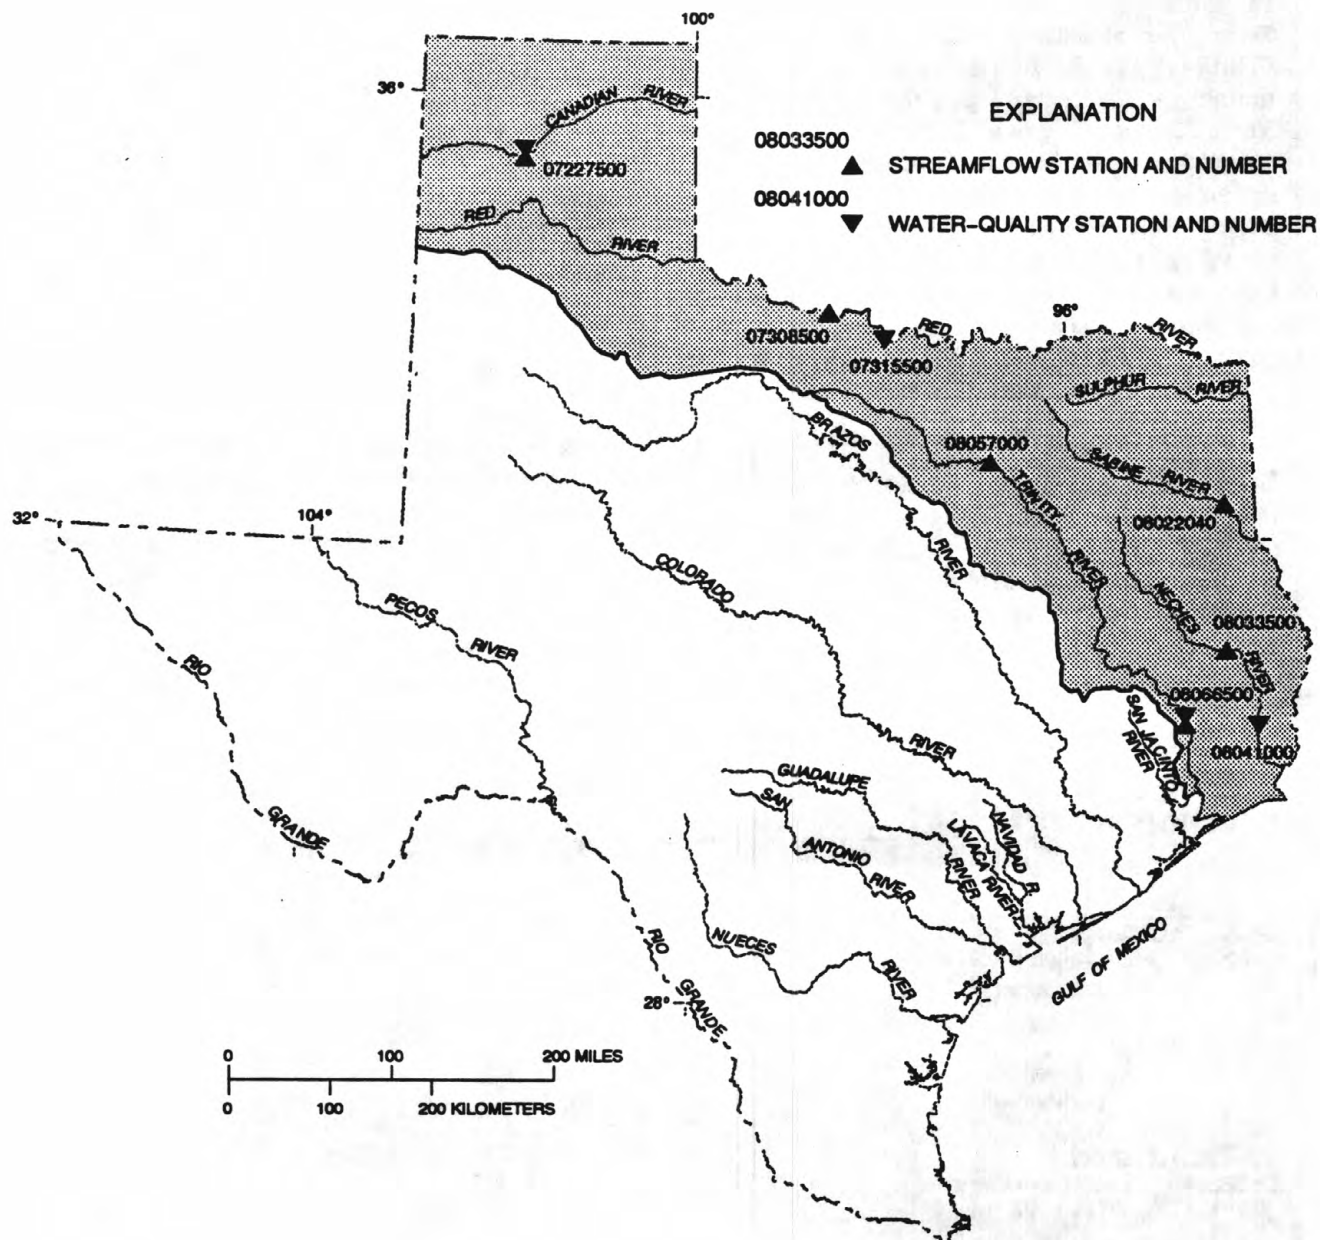 100°
36°
CANADIAN RIVER
07227500
RED RIVER
EXPLANATION
08033500
STREAMFLOW STATION AND NUMBER
08041000
WATER-QUALITY STATION AND NUMBER
07308500
07315500
RED RIVER
96°
SULPHUR RIVER
BRAZOS RIVER
08057000
SABINE RIVER
08022040
TRINITY RIVER
NECHES RIVER
08033500
32°
104°
COLORADO RIVER
PECOS RIVER
RIO GRANDE
08066500
SAN JACINTO RIVER
08041000
GUADALUPE RIVER
SAN ANTONIO RIVER
LAVACA RIVER
NAVIDAD R.
NUECES RIVER
RIO GRANDE
28°
GULF OF MEXICO
0 100 200 MILES
0 100 200 KILOMETERS